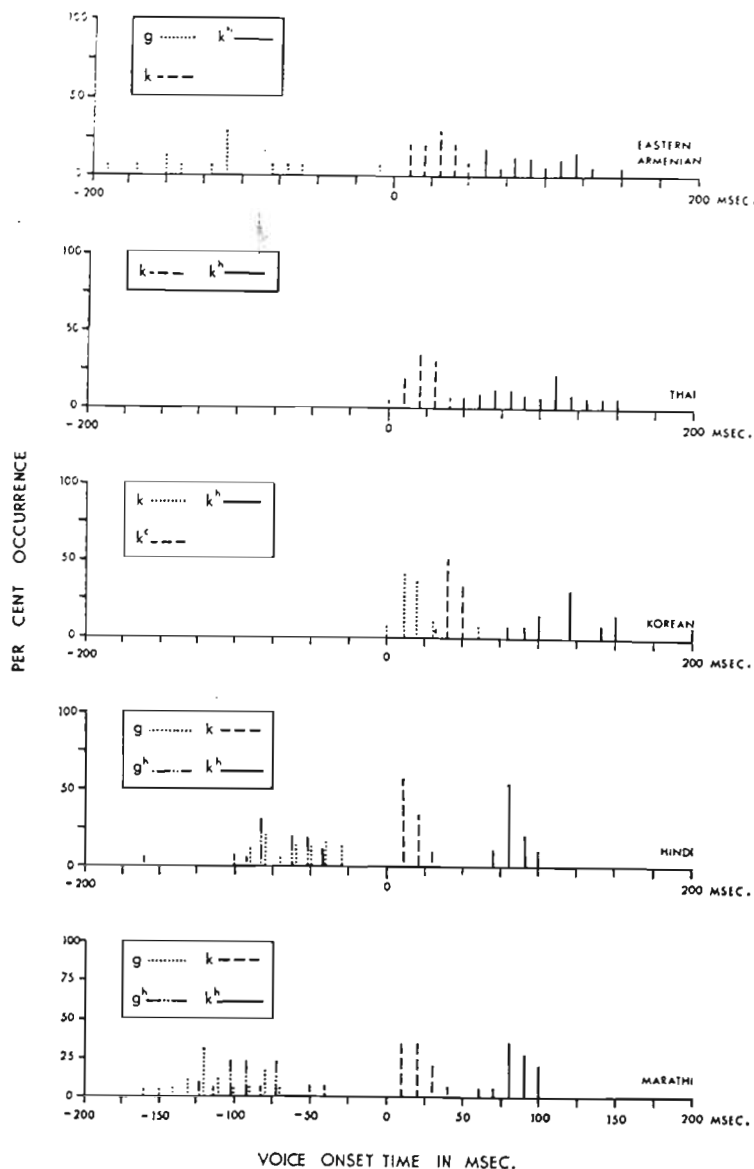 100
50
0
g ········ kʰ ——
k - - - -
EASTERN
ARMENIAN
-200 0 200 MSEC.
100
50
0
k - - - kʰ ——
THAI
-200 0 200 MSEC.
PER CENT OCCURRENCE
100
50
0
k ········ kʰ ——
- - - -
KOREAN
-200 0 200 MSEC.
100
50
0
g ········ k - - - -
gʰ -··-··- kʰ ——
HINDI
-200 0 200 MSEC.
100
75
50
25
0
g ········ k - - - -
gʰ -··-··- kʰ ——
MARATHI
-200 -150 -100 -50 0 50 100 150 200 MSEC.
VOICE ONSET TIME IN MSEC.